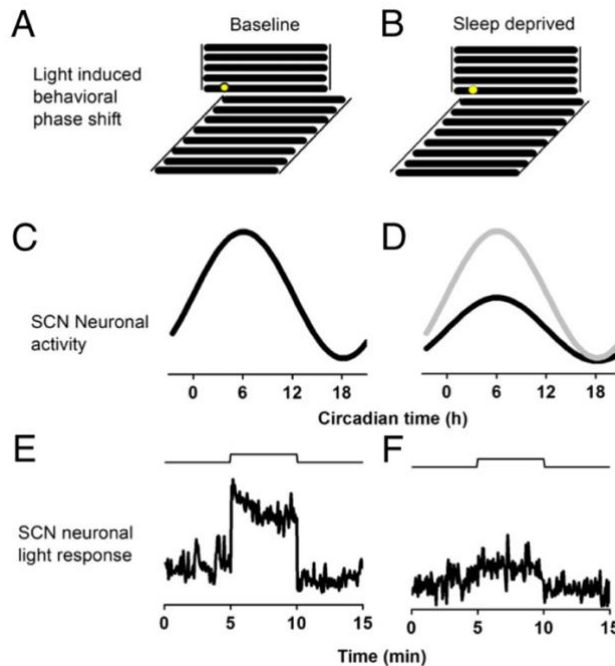 A
Baseline
B
Sleep deprived
Light induced
behavioral
phase shift
C
D
SCN Neuronal
activity
0 6 12 18
0 6 12 18
Circadian time (h)
E
F
SCN neuronal
light response
0 5 10 15
0 5 10 15
Time (min)